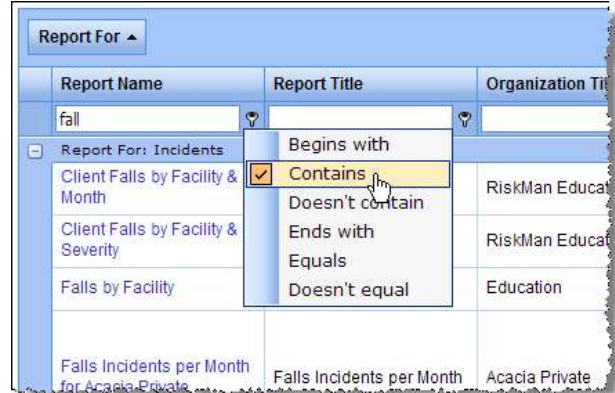 Report For
Report Name Report Title Organization Tit
fall
Report For: Incidents
Begins with
Contains
Doesn't contain
Ends with
Equals
Doesn't equal
Client Falls by Facility &
Month
RiskMan Educat
Client Falls by Facility &
Severity
RiskMan Educat
Falls by Facility Education
Falls Incidents per Month
for Acacia Private
Falls Incidents per Month Acacia Private